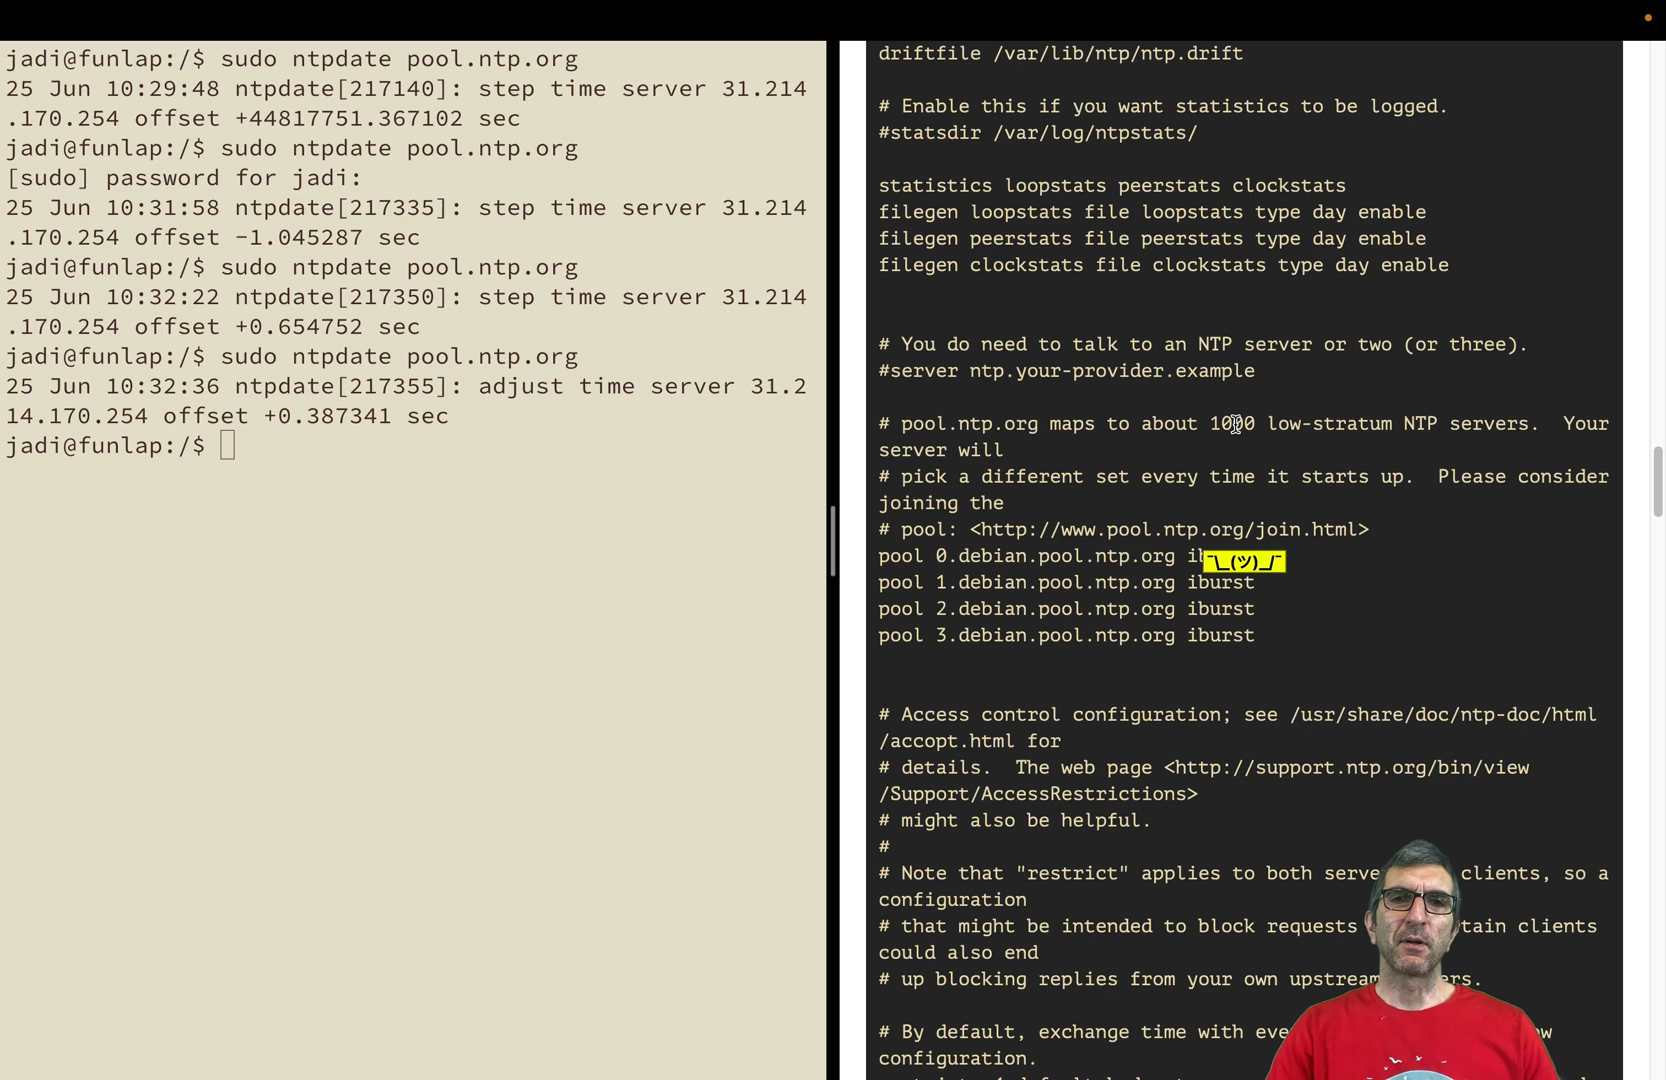 jadi@funlap:/$ sudo ntpdate pool.ntp.org
25 Jun 10:29:48 ntpdate[217140]: step time server 31.214
.170.254 offset +44817751.367102 sec
jadi@funlap:/$ sudo ntpdate pool.ntp.org
[sudo] password for jadi:
25 Jun 10:31:58 ntpdate[217335]: step time server 31.214
.170.254 offset -1.045287 sec
jadi@funlap:/$ sudo ntpdate pool.ntp.org
25 Jun 10:32:22 ntpdate[217350]: step time server 31.214
.170.254 offset +0.654752 sec
jadi@funlap:/$ sudo ntpdate pool.ntp.org
25 Jun 10:32:36 ntpdate[217355]: adjust time server 31.2
14.170.254 offset +0.387341 sec
jadi@funlap:/$
driftfile /var/lib/ntp/ntp.drift
# Enable this if you want statistics to be logged.
#statsdir /var/log/ntpstats/
statistics loopstats peerstats clockstats
filegen loopstats file loopstats type day enable
filegen peerstats file peerstats type day enable
filegen clockstats file clockstats type day enable
# You do need to talk to an NTP server or two (or three).
#server ntp.your-provider.example
# pool.ntp.org maps to about 1000 low-stratum NTP servers.  Your
server will
# pick a different set every time it starts up.  Please consider
joining the
# pool: <http://www.pool.ntp.org/join.html>
pool 0.debian.pool.ntp.org
¯\_(ツ)_/¯
pool 1.debian.pool.ntp.org iburst
pool 2.debian.pool.ntp.org iburst
pool 3.debian.pool.ntp.org iburst
# Access control configuration; see /usr/share/doc/ntp-doc/html
/accopt.html for
# details.  The web page <http://support.ntp.org/bin/view
/Support/AccessRestrictions>
# might also be helpful.
#
# Note that "restrict" applies to both clients, so a
configuration
# that might be intended to block requests clients
could also end
# up blocking replies from your own
# By default, exchange time with
configuration.